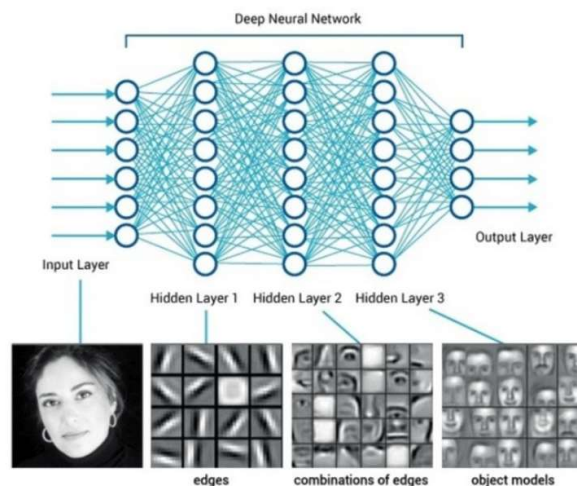 Deep Neural Network
Input Layer
Output Layer
Hidden Layer 1 Hidden Layer 2 Hidden Layer 3
edges combinations of edges object models